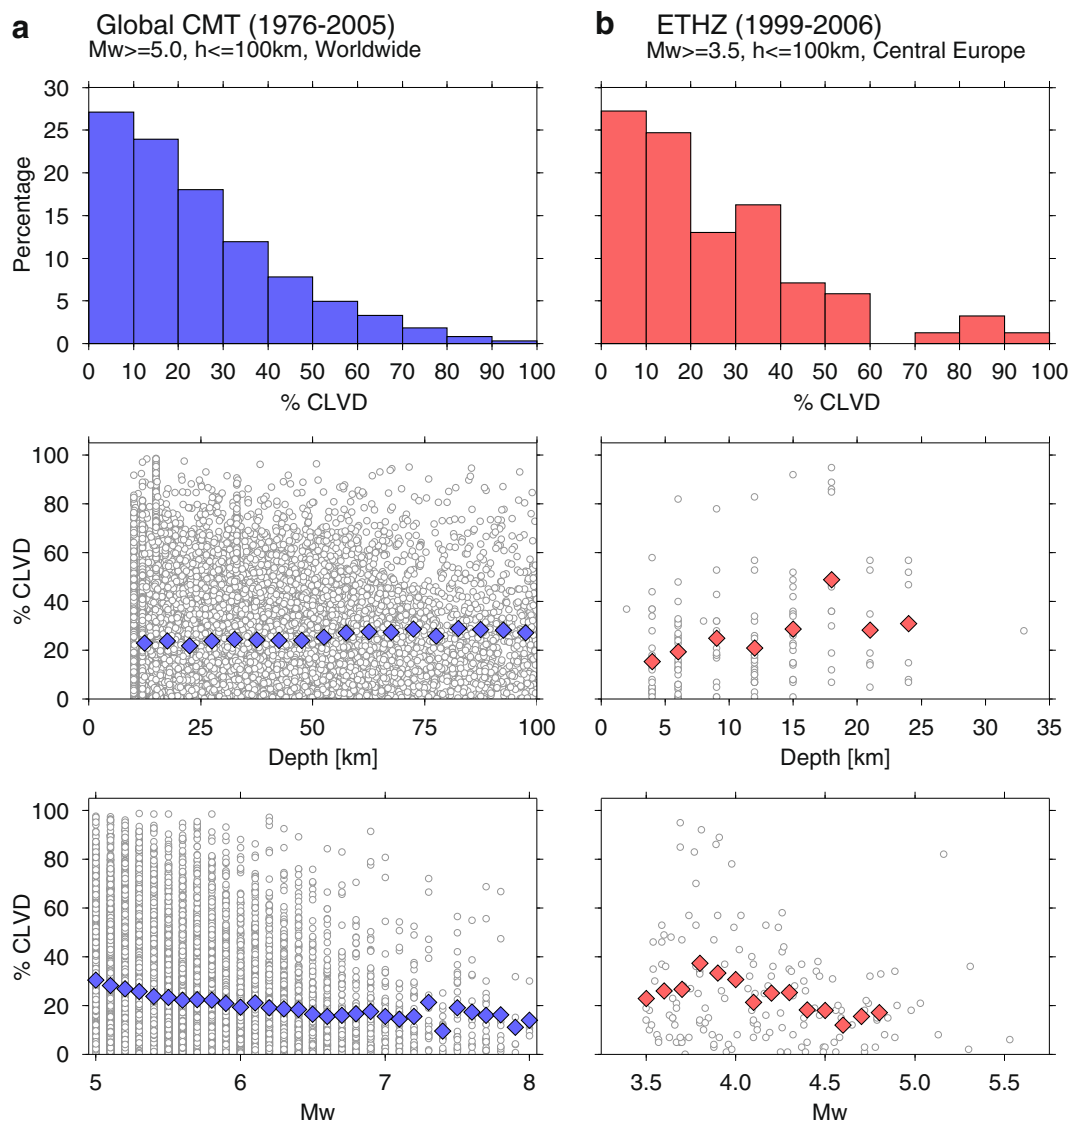 a Global CMT (1976-2005)
Mw>=5.0, h<=100km, Worldwide
30
25
20
15
10
5
0
Percentage
0 10 20 30 40 50 60 70 80 90 100
% CLVD
100
80
60
40
20
0
% CLVD
0 25 50 75 100
Depth [km]
100
80
60
40
20
0
% CLVD
5 6 7 8
Mw
b ETHZ (1999-2006)
Mw>=3.5, h<=100km, Central Europe
0 10 20 30 40 50 60 70 80 90 100
% CLVD
0 5 10 15 20 25 30 35
Depth [km]
3.5 4.0 4.5 5.0 5.5
Mw